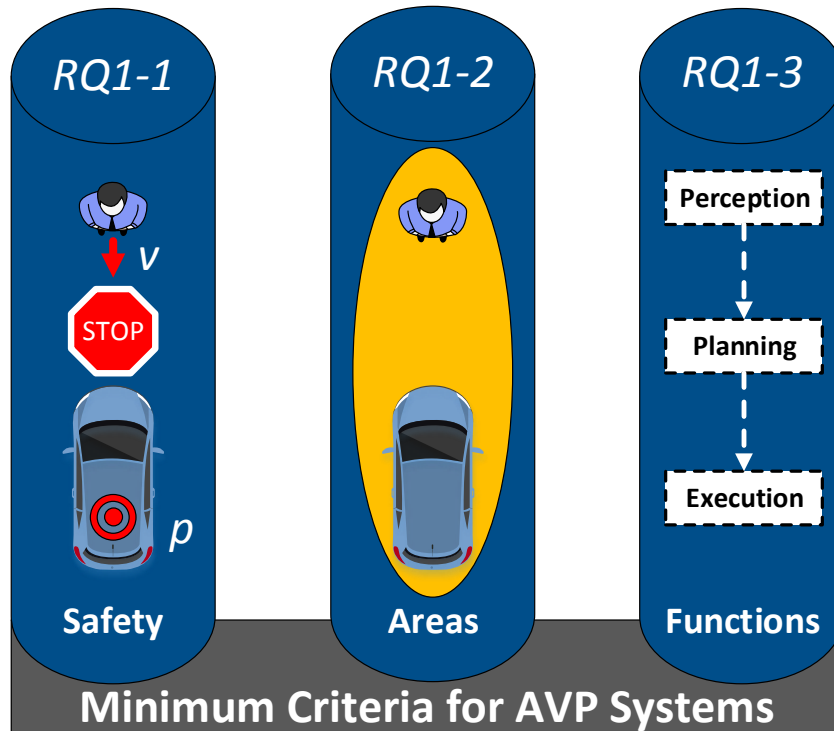 RQ1-1
RQ1-2
RQ1-3
v
STOP
p
Perception
Planning
Execution
Safety
Areas
Functions
Minimum Criteria for AVP Systems